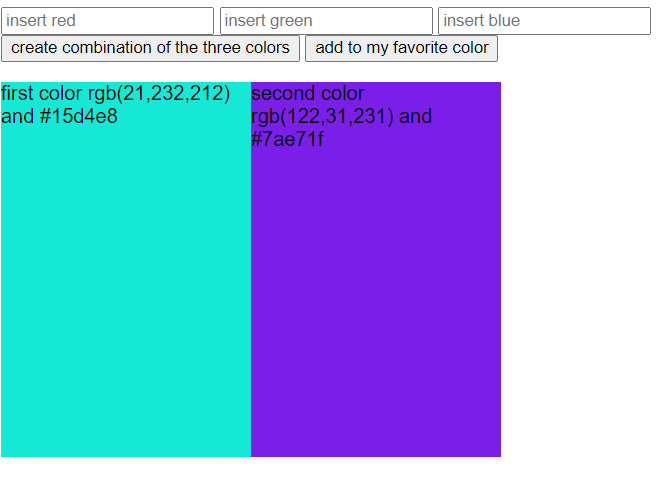 insert red insert green insert blue
create combination of the three colors add to my favorite color
first color rgb(21,232,212)
and #15d4e8
second color
rgb(122,31,231) and
#7ae71f